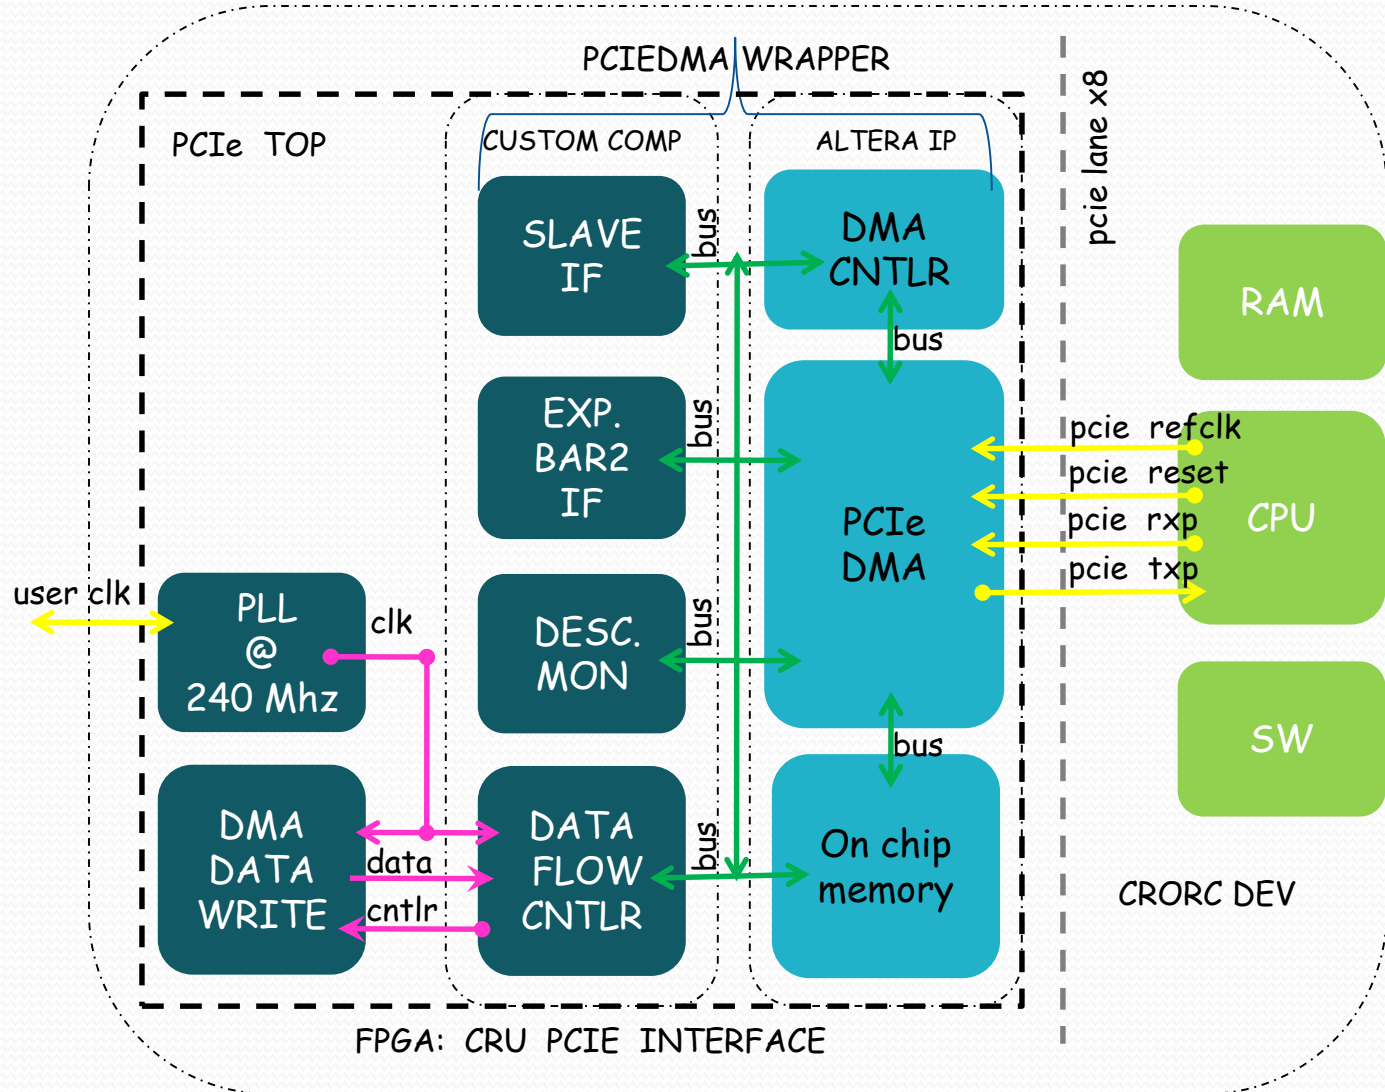 PCIEDMA WRAPPER
PCIe TOP
CUSTOM COMP
ALTERA IP
pcie lane x8
SLAVE
IF
bus
DMA
CNTLR
bus
RAM
EXP.
BAR2
IF
bus
PCIe
DMA
pcie refclk
pcie reset
pcie rxp
pcie txp
CPU
user clk
PLL
@
240 Mhz
clk
DESC.
MON
bus
bus
SW
DMA
DATA
WRITE
data
cntlr
DATA
FLOW
CNTLR
bus
On chip
memory
CRORC DEV
FPGA: CRU PCIE INTERFACE